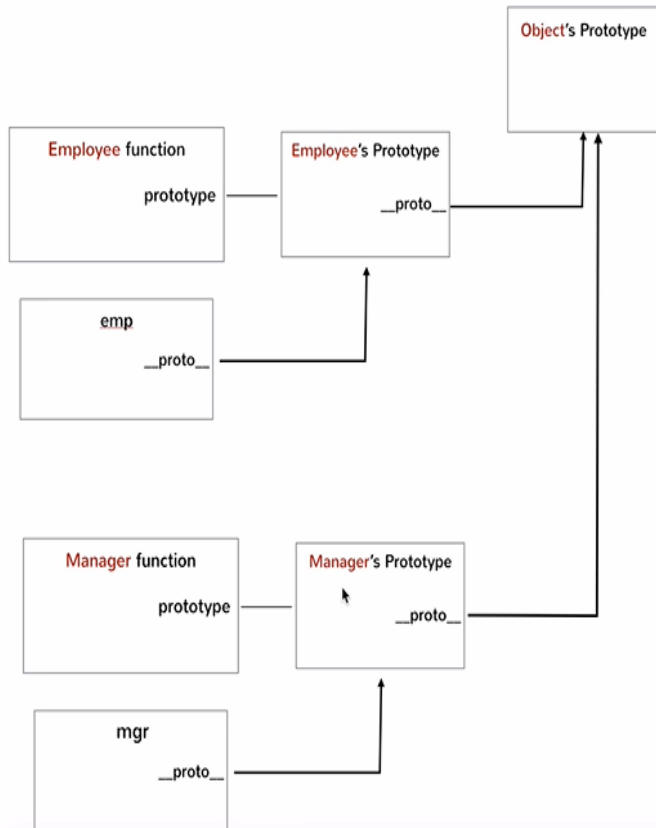 Object's Prototype
Employee function
prototype
Employee's Prototype
__proto__
emp
__proto__
Manager function
prototype
Manager's Prototype
__proto__
mgr
__proto__